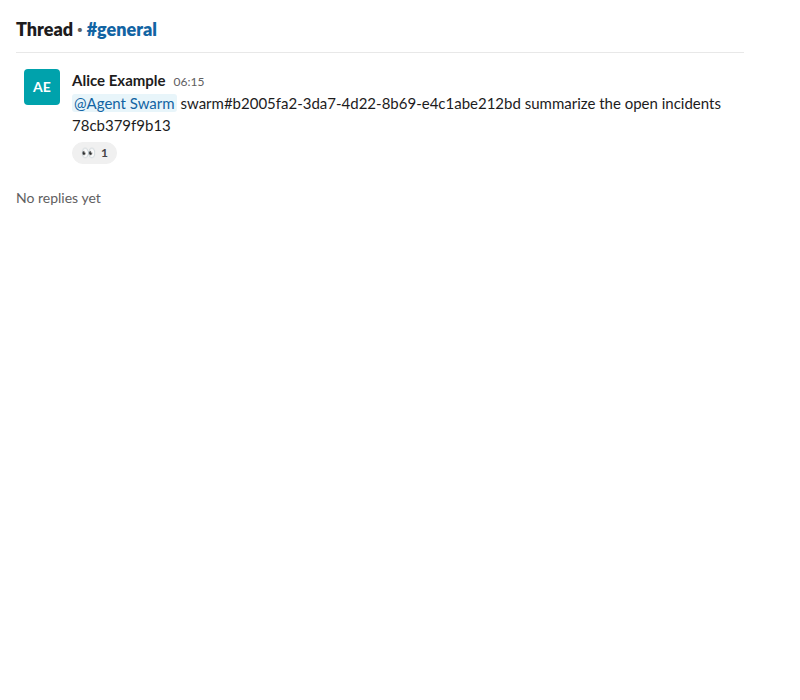 Thread • #general
AE
Alice Example 06:15
@Agent Swarm swarm#b2005fa2-3da7-4d22-8b69-e4c1abe212bd summarize the open incidents
78cb379f9b13
👀 1
No replies yet